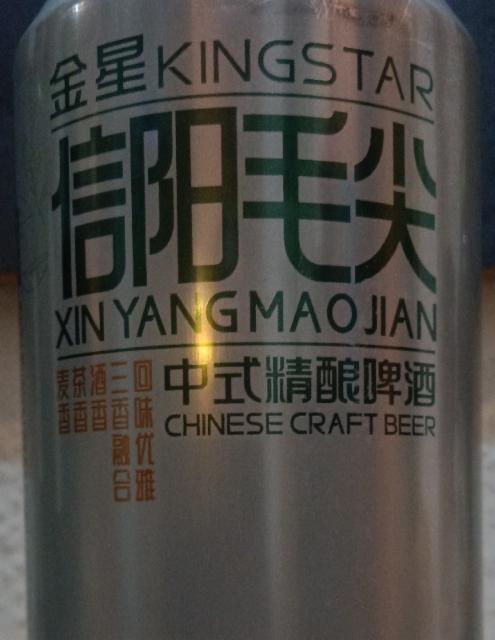 金星KINGSTAR
信阳毛尖
XIN YANG MAO JIAN
中式精酿啤酒
CHINESE CRAFT BEER
回味优雅
三香融合
酒香
茶香
麦香